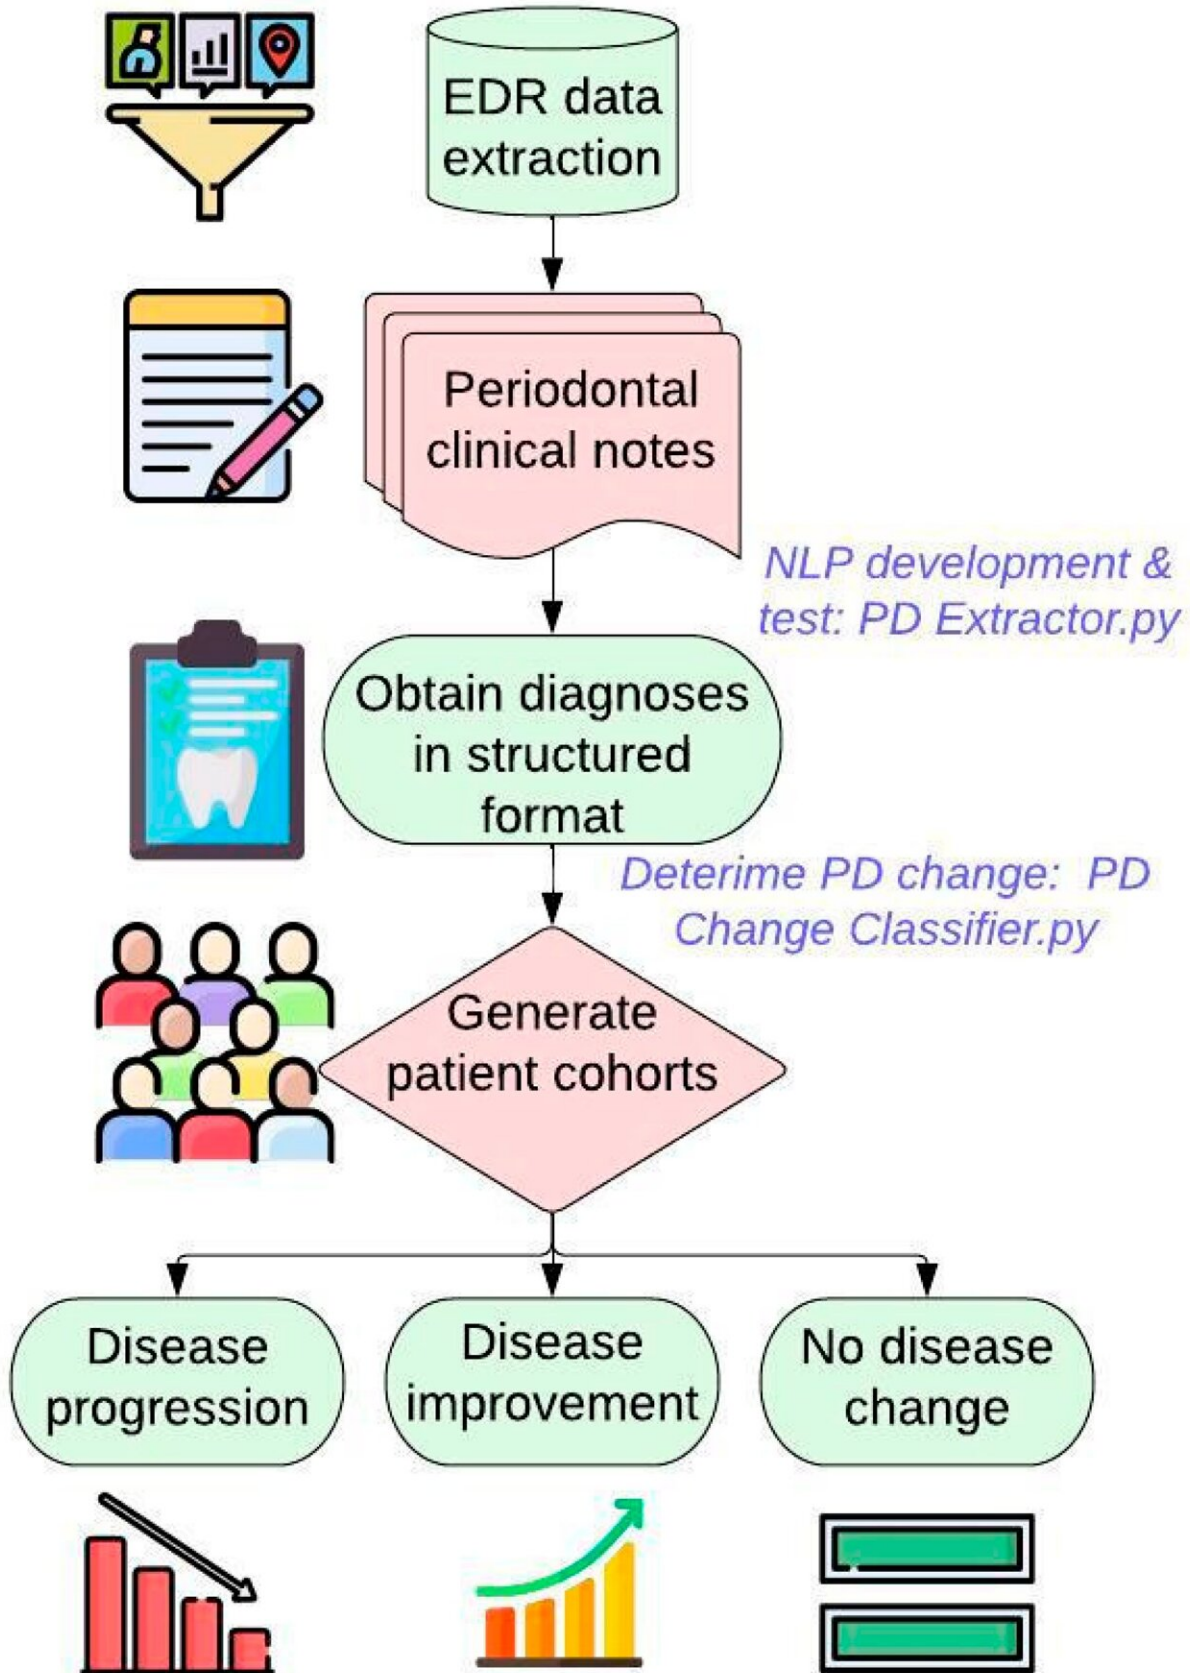 EDR data
extraction
Periodontal
clinical notes
NLP development &
test: PD Extractor.py
Obtain diagnoses
in structured
format
Deterime PD change:  PD
Change Classifier.py
Generate
patient cohorts
Disease
progression
Disease
improvement
No disease
change